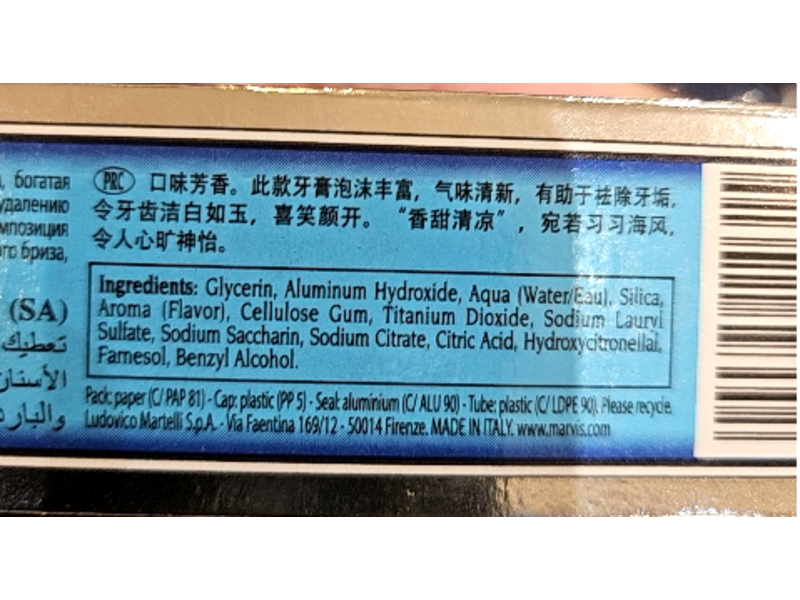 богатая
удалению
мпозиция
ого бриза,
(SA)
تعطيك
الأسنان
والبارد
PRC 口味芳香。此款牙膏泡沫丰富，气味清新，有助于祛除牙垢，
令牙齿洁白如玉，喜笑颜开。“香甜清凉”，宛若习习海风，
令人心旷神怡。
Ingredients: Glycerin, Aluminum Hydroxide, Aqua (Water/Eau), Silica,
Aroma (Flavor), Cellulose Gum, Titanium Dioxide, Sodium Lauryl
Sulfate, Sodium Saccharin, Sodium Citrate, Citric Acid, Hydroxycitronellal,
Farnesol, Benzyl Alcohol.
Pack: paper (C/PAP 81) - Cap: plastic (PP 5) - Seal: aluminium (C/ALU 90) - Tube: plastic (C/LDPE 90). Please recycle.
Ludovico Martelli S.p.A. - Via Faentina 169/12 - 50014 Firenze. MADE IN ITALY. www.marvis.com